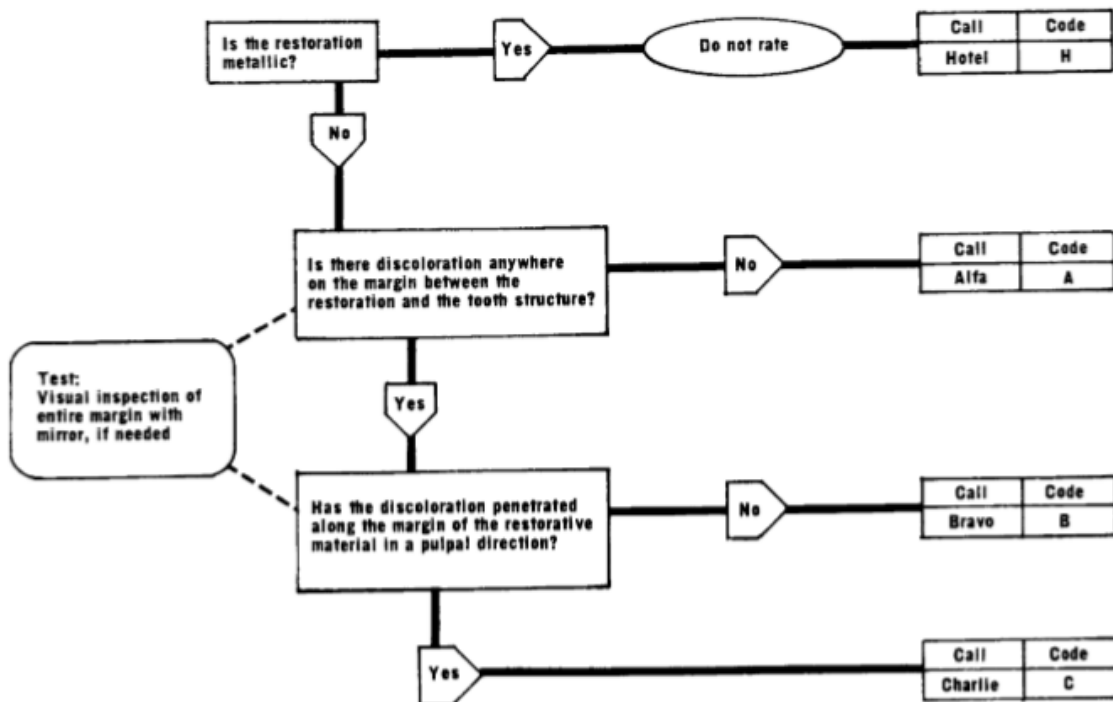 Is the restoration
metallic?
Yes
Do not rate
Call Code
Hotel H
No
Is there discoloration anywhere
on the margin between the
restoration and the tooth structure?
No
Call Code
Alfa A
Test:
Visual inspection of
entire margin with
mirror, if needed
Yes
Has the discoloration penetrated
along the margin of the restorative
material in a pulpal direction?
No
Call Code
Bravo B
Yes
Call Code
Charlie C